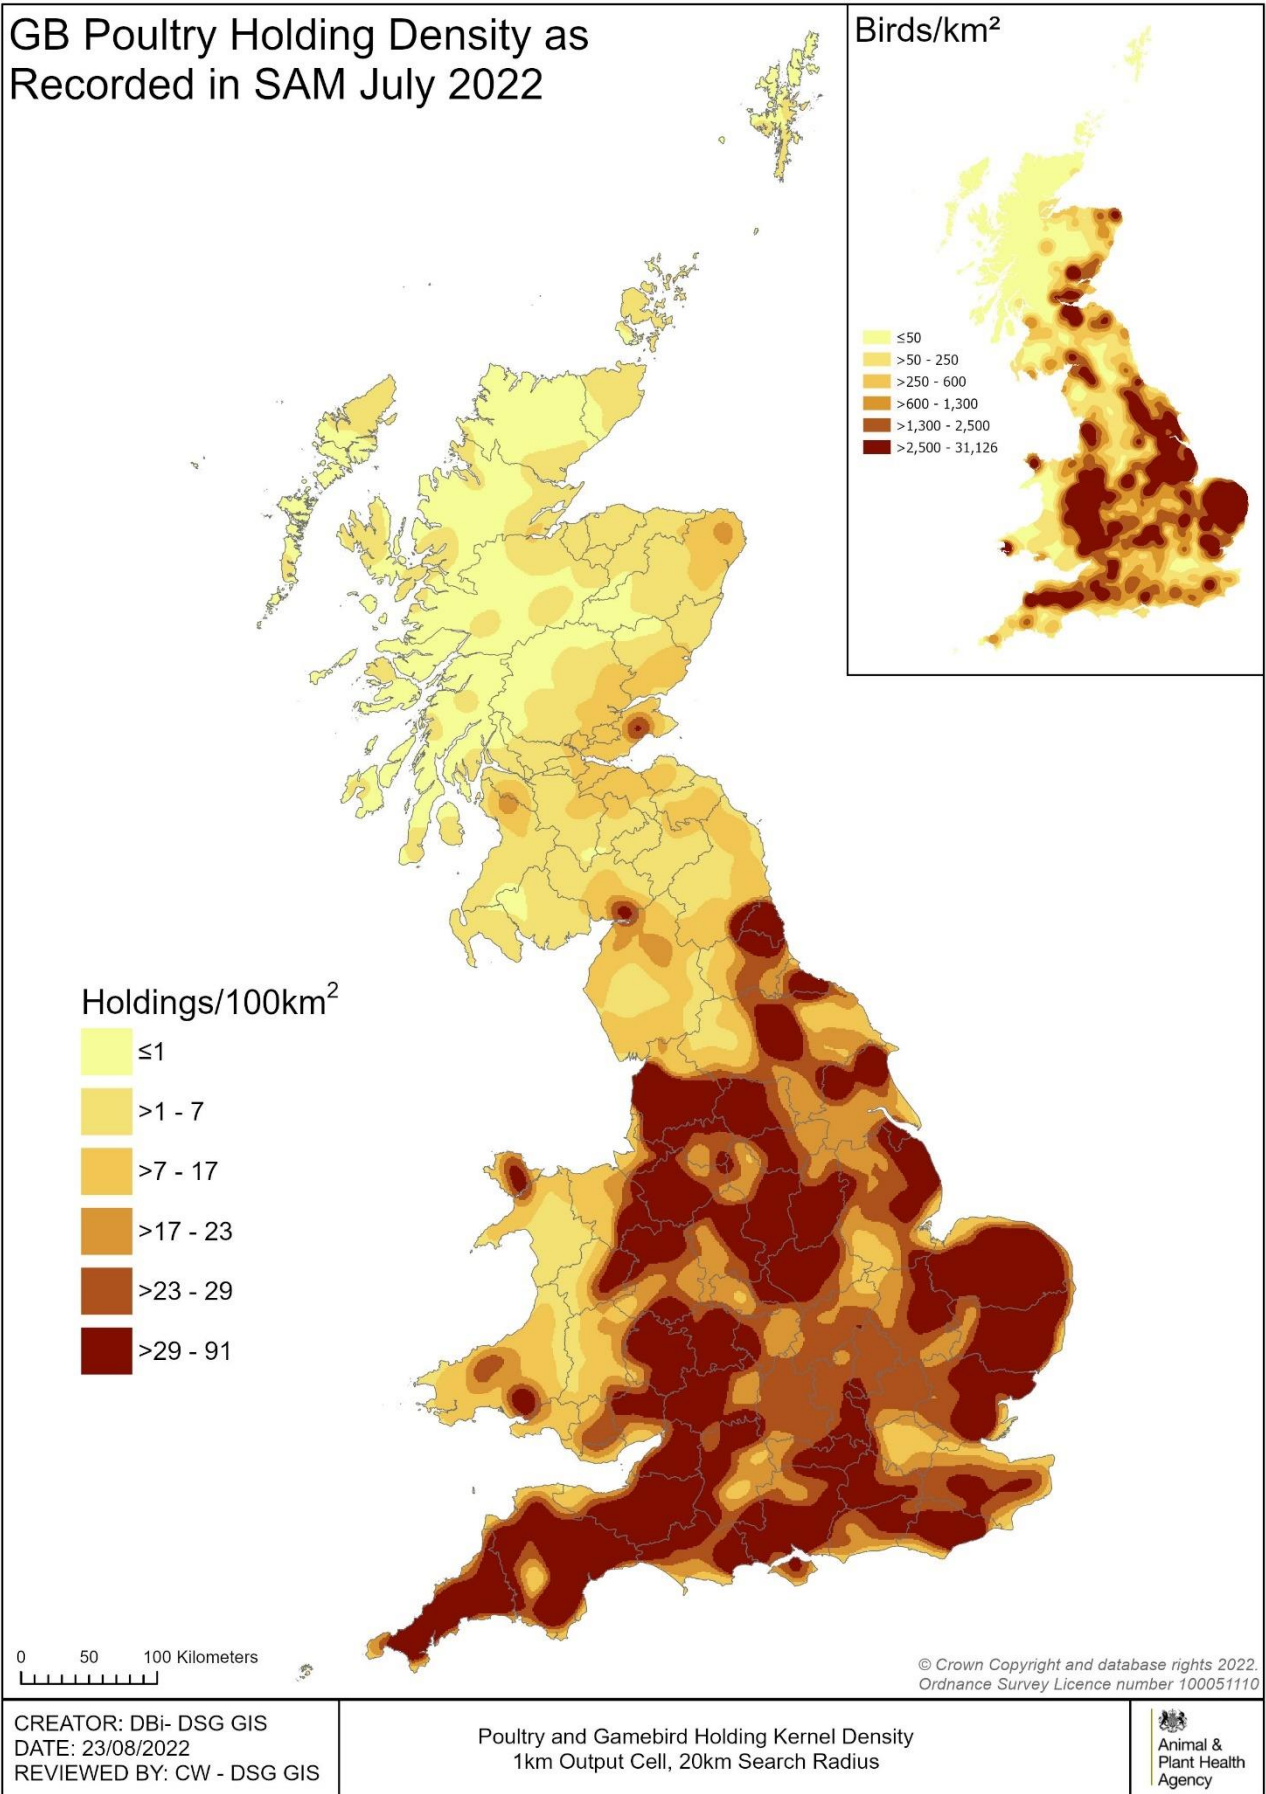 GB Poultry Holding Density as
Recorded in SAM July 2022
Birds/km²
≤50
>50 - 250
>250 - 600
>600 - 1,300
>1,300 - 2,500
>2,500 - 31,126
Holdings/100km²
≤1
>1 - 7
>7 - 17
>17 - 23
>23 - 29
>29 - 91
0 50 100 Kilometers
© Crown Copyright and database rights 2022.
Ordnance Survey Licence number 100051110
CREATOR: DBi- DSG GIS
DATE: 23/08/2022
REVIEWED BY: CW - DSG GIS
Poultry and Gamebird Holding Kernel Density
1km Output Cell, 20km Search Radius
Animal &
Plant Health
Agency